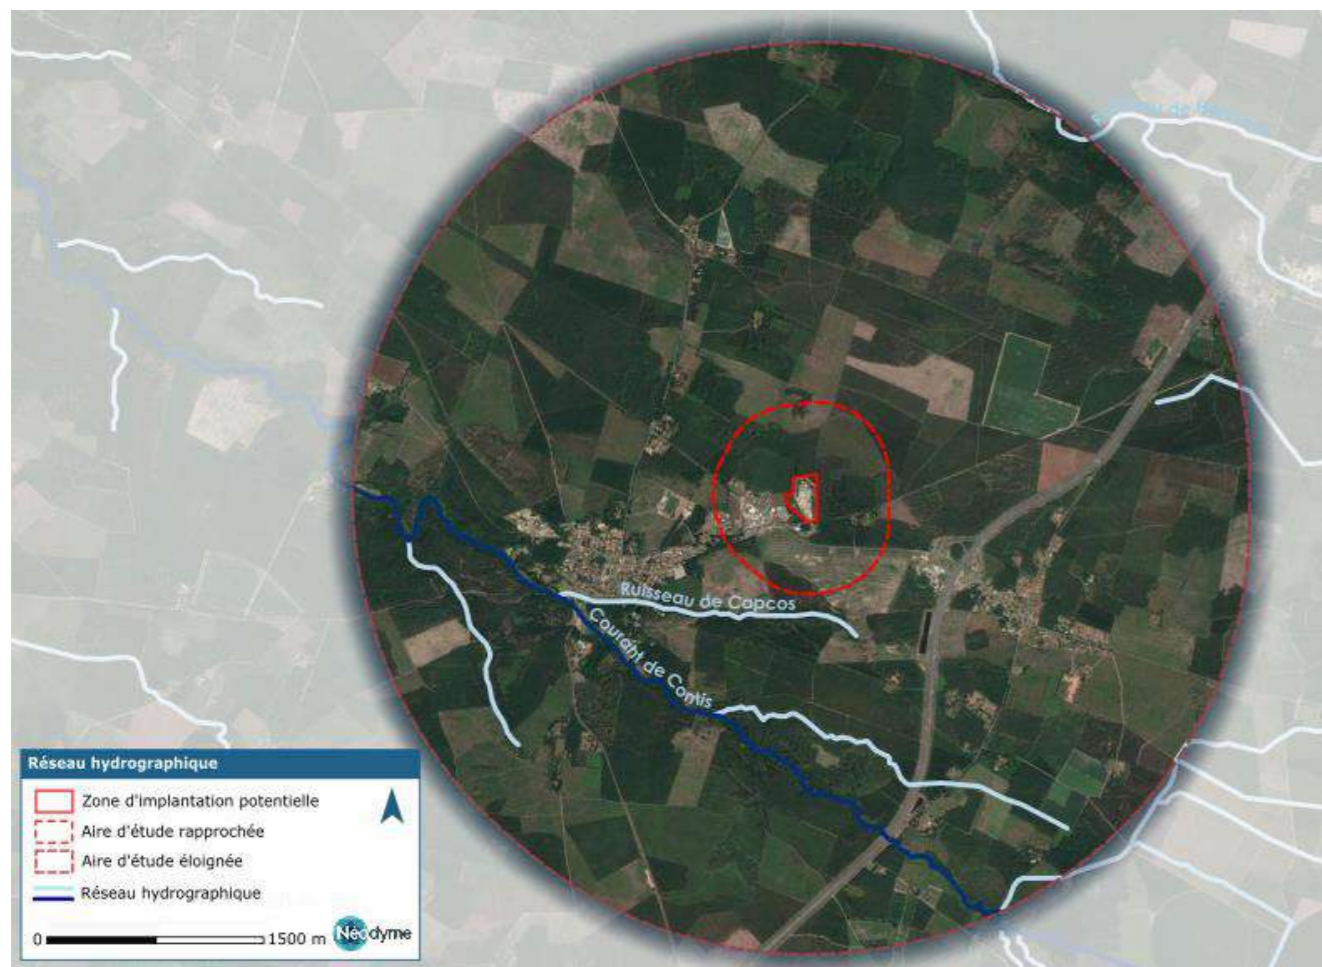 Ruisseau de Capcos
Courant de Contis
Réseau hydrographique
Zone d'implantation potentielle
Aire d'étude rapprochée
Aire d'étude éloignée
Réseau hydrographique
0 1500 m
Néodyme